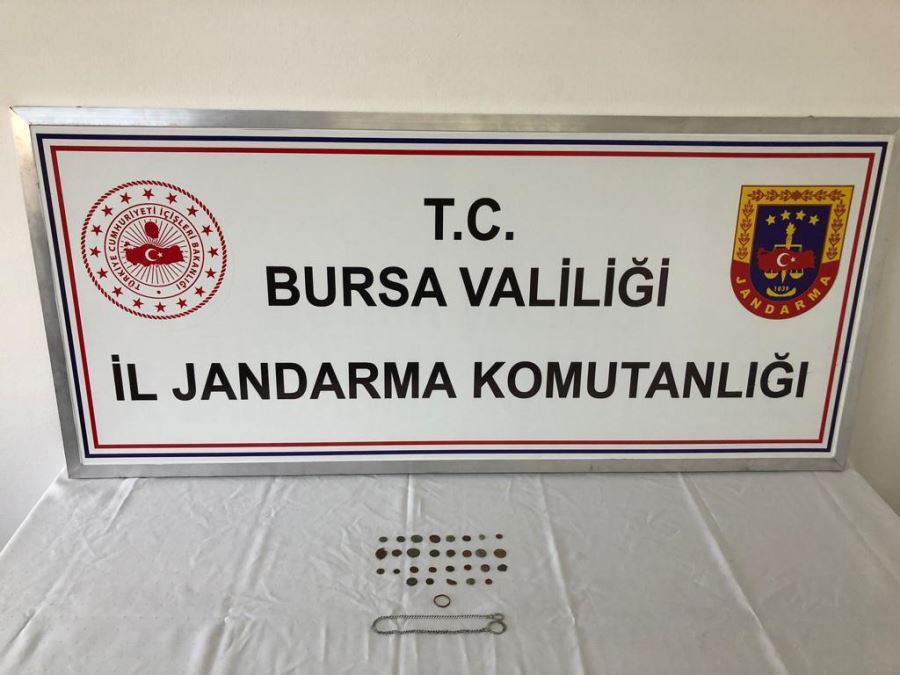 T.C.
BURSA VALİLİĞİ
İL JANDARMA KOMUTANLIĞI
TÜRKİYE CUMHURİYETİ İÇİŞLERİ BAKANLIĞI
1839
JANDARMA